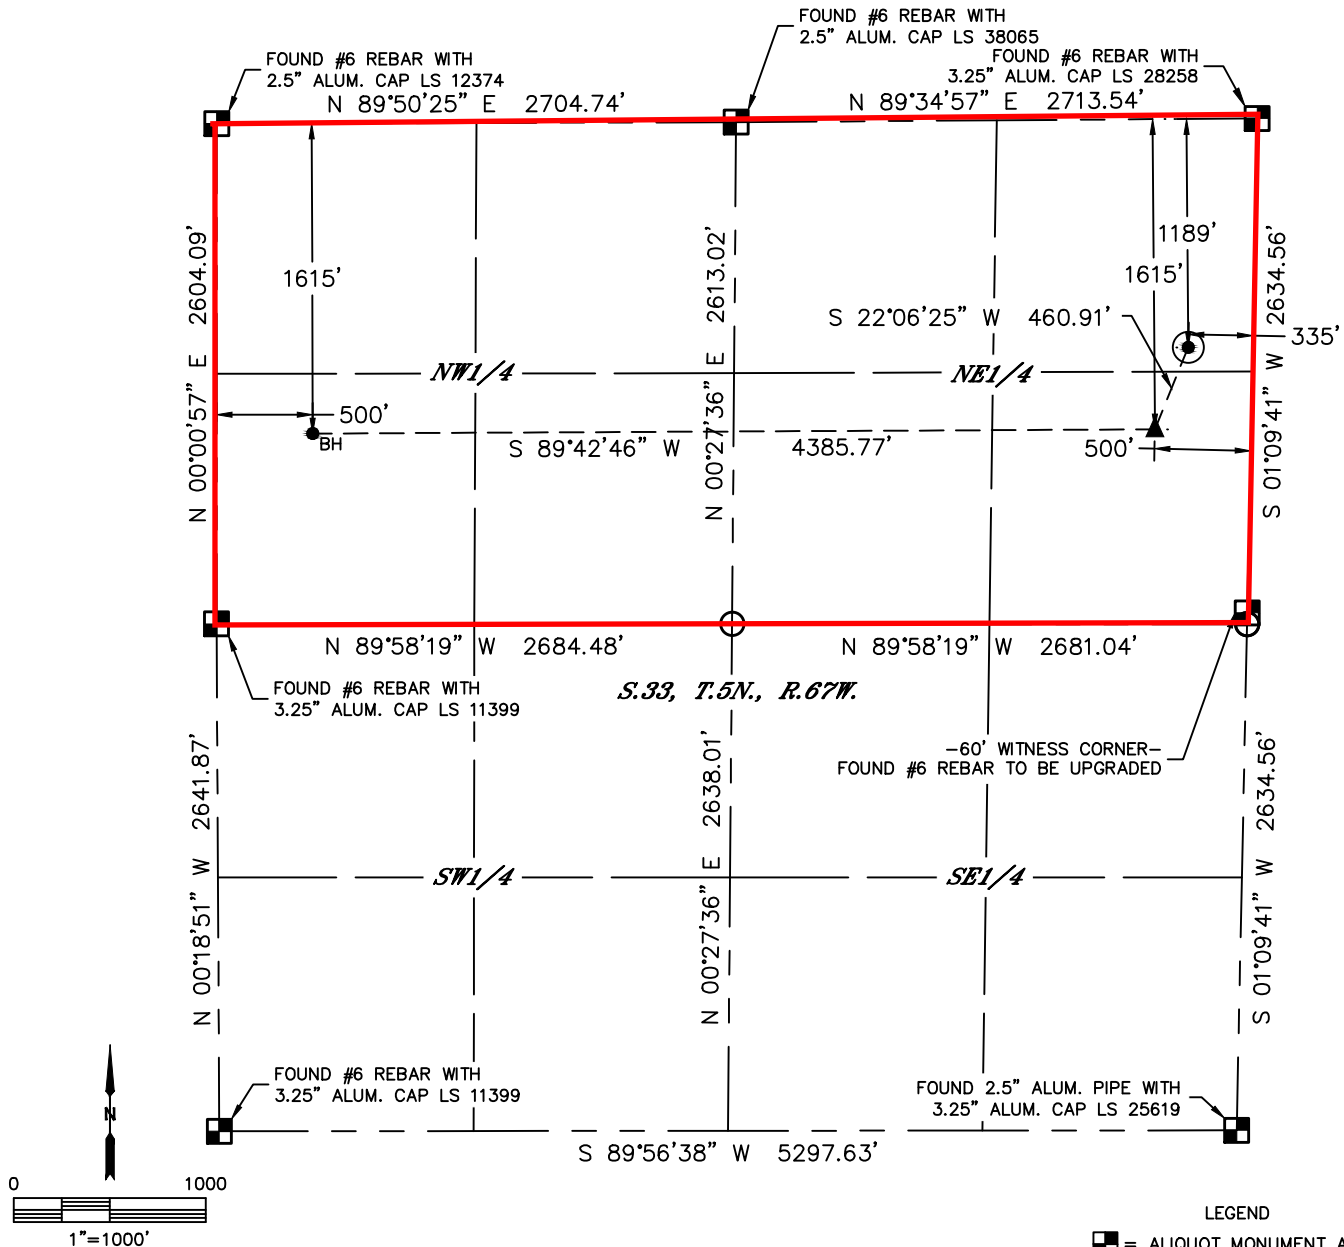 FOUND #6 REBAR WITH
2.5" ALUM. CAP LS 38065
FOUND #6 REBAR WITH
2.5" ALUM. CAP LS 12374
FOUND #6 REBAR WITH
3.25" ALUM. CAP LS 28258
N 89°50'25" E 2704.74'
N 89°34'57" E 2713.54'
N 00°00'57" E 2604.09'
1615'
N 00°27'36" E 2613.02'
1189'
1615'
S 01°09'41" W 2634.56'
S 22°06'25" W 460.91'
335'
NW1/4
NE1/4
500'
BH
S 89°42'46" W 4385.77'
500'
N 89°58'19" W 2684.48'
N 89°58'19" W 2681.04'
FOUND #6 REBAR WITH
3.25" ALUM. CAP LS 11399
S.33, T.5N., R.67W.
-60' WITNESS CORNER-
FOUND #6 REBAR TO BE UPGRADED
N 00°18'51" W 2641.87'
N 00°27'36" E 2638.01'
S 01°09'41" W 2634.56'
SW1/4
SE1/4
FOUND #6 REBAR WITH
3.25" ALUM. CAP LS 11399
FOUND 2.5" ALUM. PIPE WITH
3.25" ALUM. CAP LS 25619
N
S 89°56'38" W 5297.63'
0 1000
1"=1000'
LEGEND
= ALIQUOT MONUMENT A